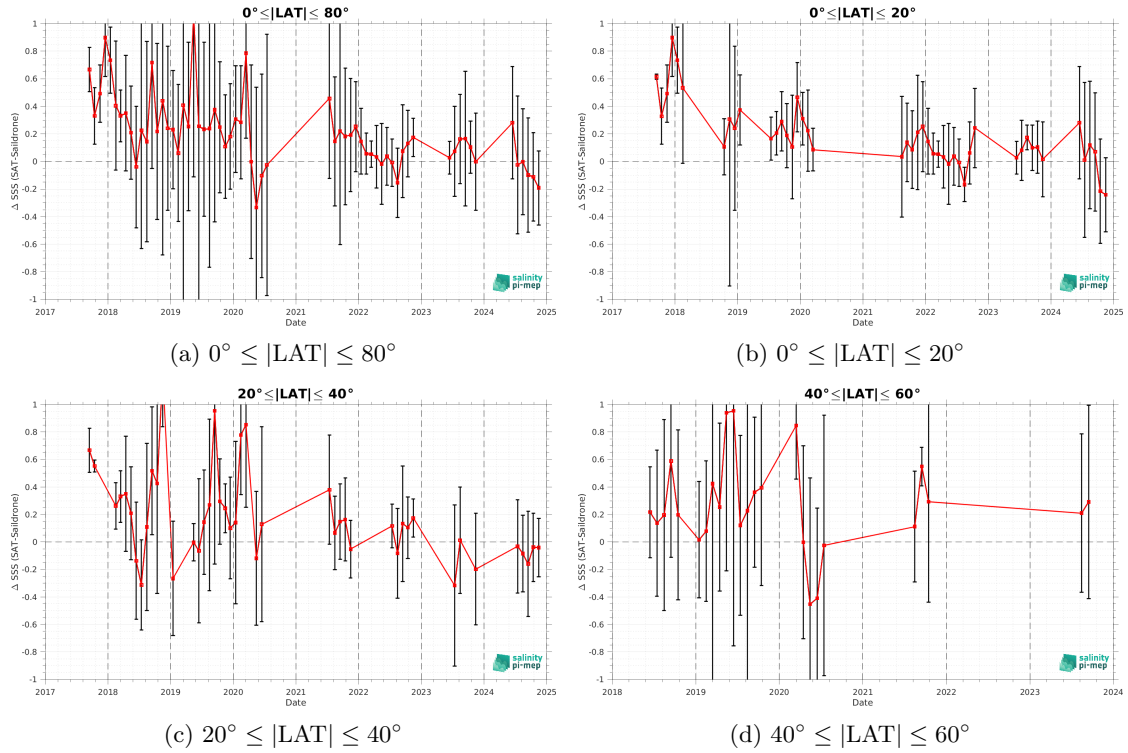 0°≤|LAT|≤ 80°
Δ SSS (SAT-Saildrone)
1
0.8
0.6
0.4
0.2
0
-0.2
-0.4
-0.6
-0.8
-1
salinity
pi-mep
2017 2018 2019 2020 2021 2022 2023 2024 2025
Date
(a) 0° ≤ |LAT| ≤ 80°
0°≤|LAT|≤ 20°
Δ SSS (SAT-Saildrone)
1
0.8
0.6
0.4
0.2
0
-0.2
-0.4
-0.6
-0.8
-1
salinity
pi-mep
2017 2018 2019 2020 2021 2022 2023 2024 2025
Date
(b) 0° ≤ |LAT| ≤ 20°
20°≤|LAT|≤ 40°
Δ SSS (SAT-Saildrone)
1
0.8
0.6
0.4
0.2
0
-0.2
-0.4
-0.6
-0.8
-1
salinity
pi-mep
2017 2018 2019 2020 2021 2022 2023 2024 2025
Date
(c) 20° ≤ |LAT| ≤ 40°
40°≤|LAT|≤ 60°
Δ SSS (SAT-Saildrone)
1
0.8
0.6
0.4
0.2
0
-0.2
-0.4
-0.6
-0.8
-1
salinity
pi-mep
2018 2019 2020 2021 2022 2023 2024
Date
(d) 40° ≤ |LAT| ≤ 60°